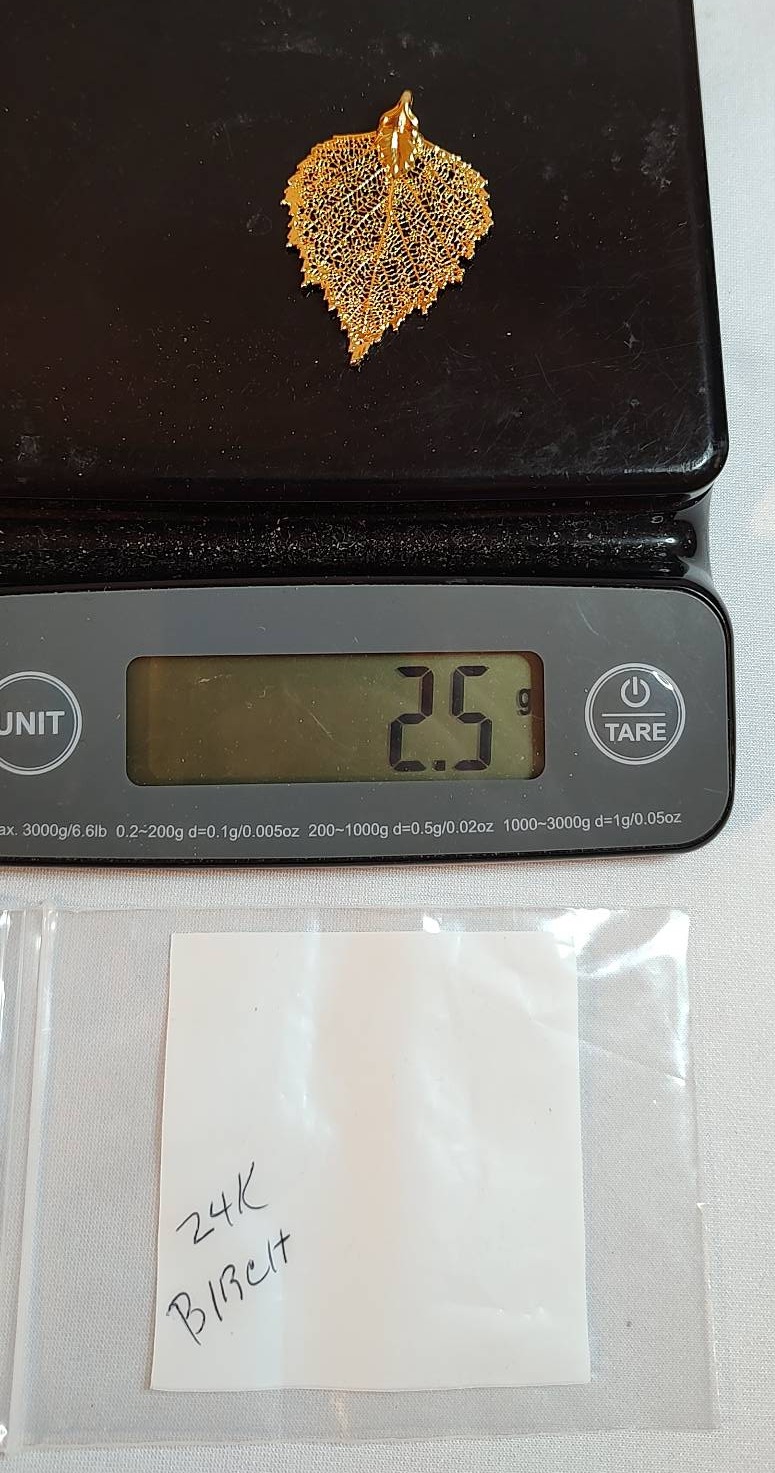 2.5 g
UNIT
TARE
ax. 3000g/6.6lb 0.2~200g d=0.1g/0.005oz 200~1000g d=0.5g/0.02oz 1000~3000g d=1g/0.05oz
24K
BIRCH